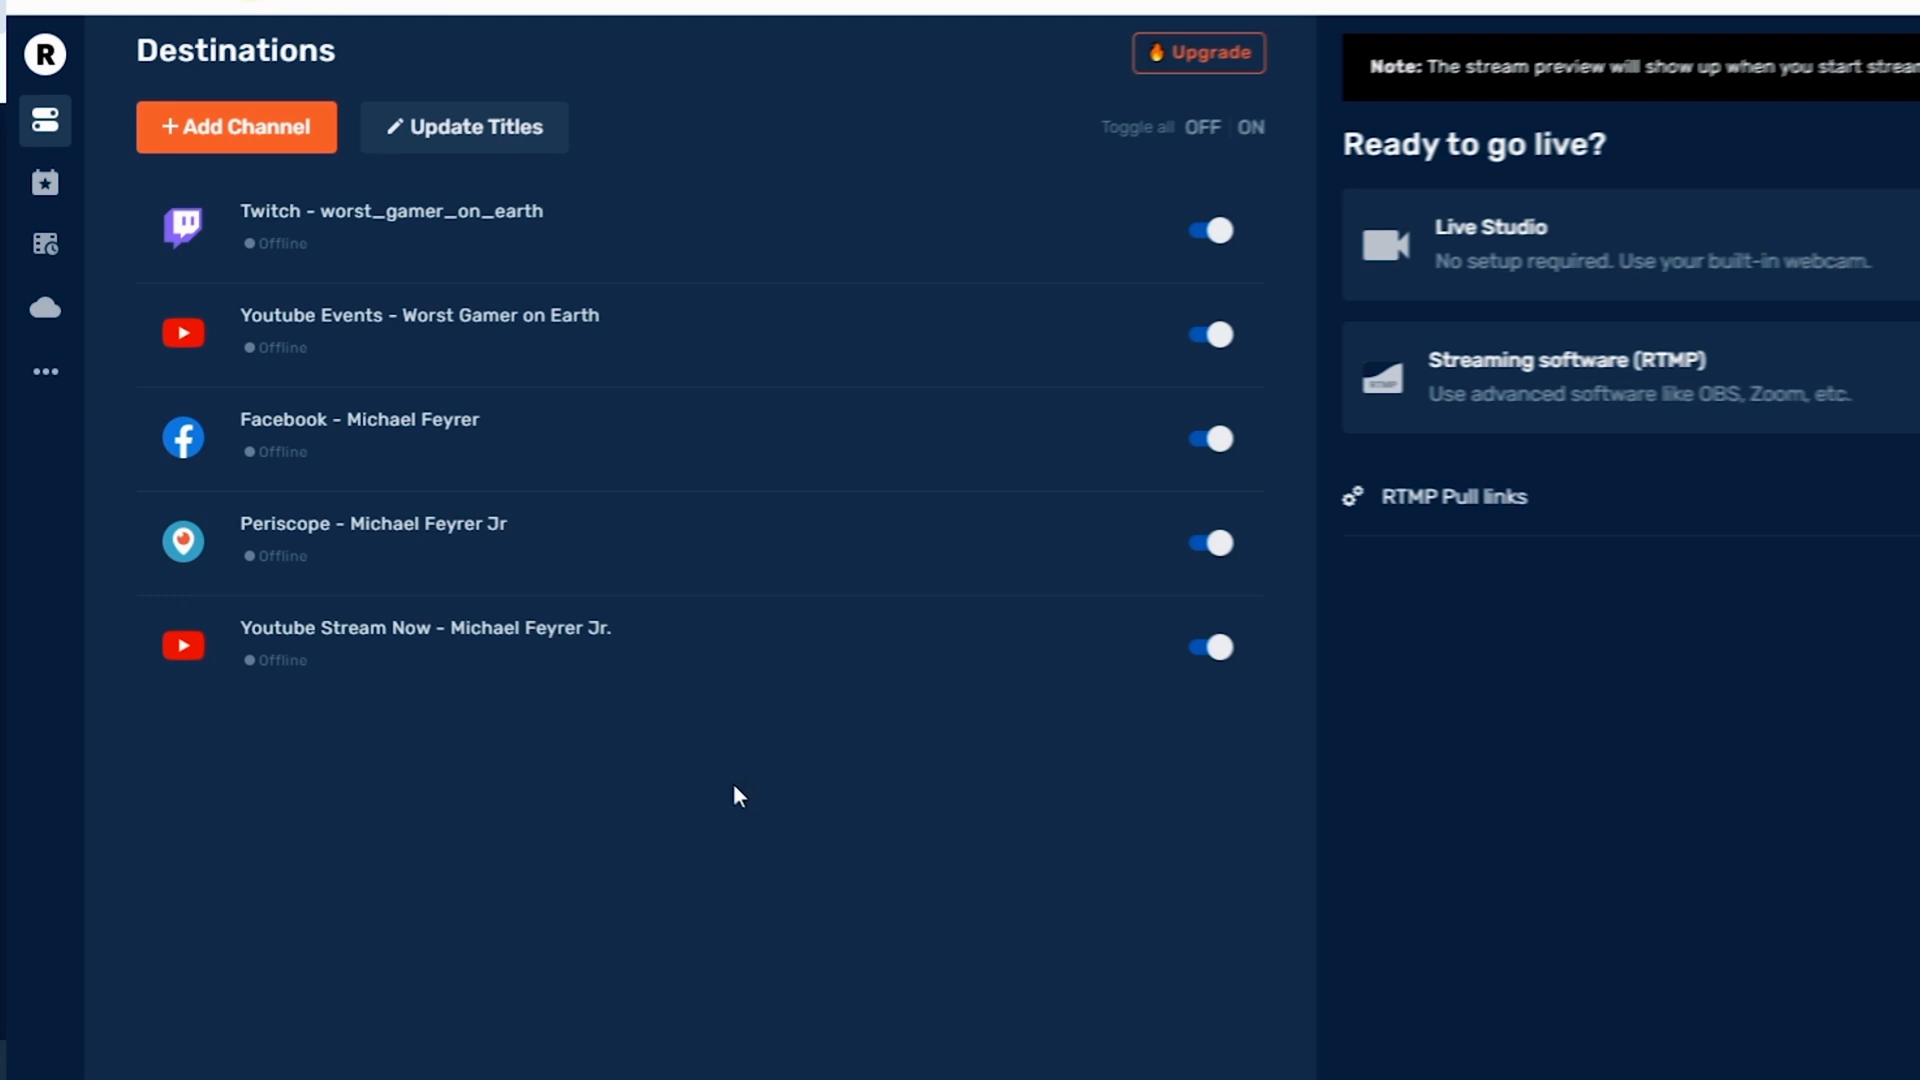 R
Destinations
Upgrade
+ Add Channel
Update Titles
Toggle all OFF ON
Twitch - worst_gamer_on_earth
Offline
Youtube Events - Worst Gamer on Earth
Offline
Facebook - Michael Feyrer
Offline
Periscope - Michael Feyrer Jr
Offline
Youtube Stream Now - Michael Feyrer Jr.
Offline
Note: The stream preview will show up when you start strea
Ready to go live?
Live Studio
No setup required. Use your built-in webcam.
RTMP
Streaming software (RTMP)
Use advanced software like OBS, Zoom, etc.
RTMP Pull links